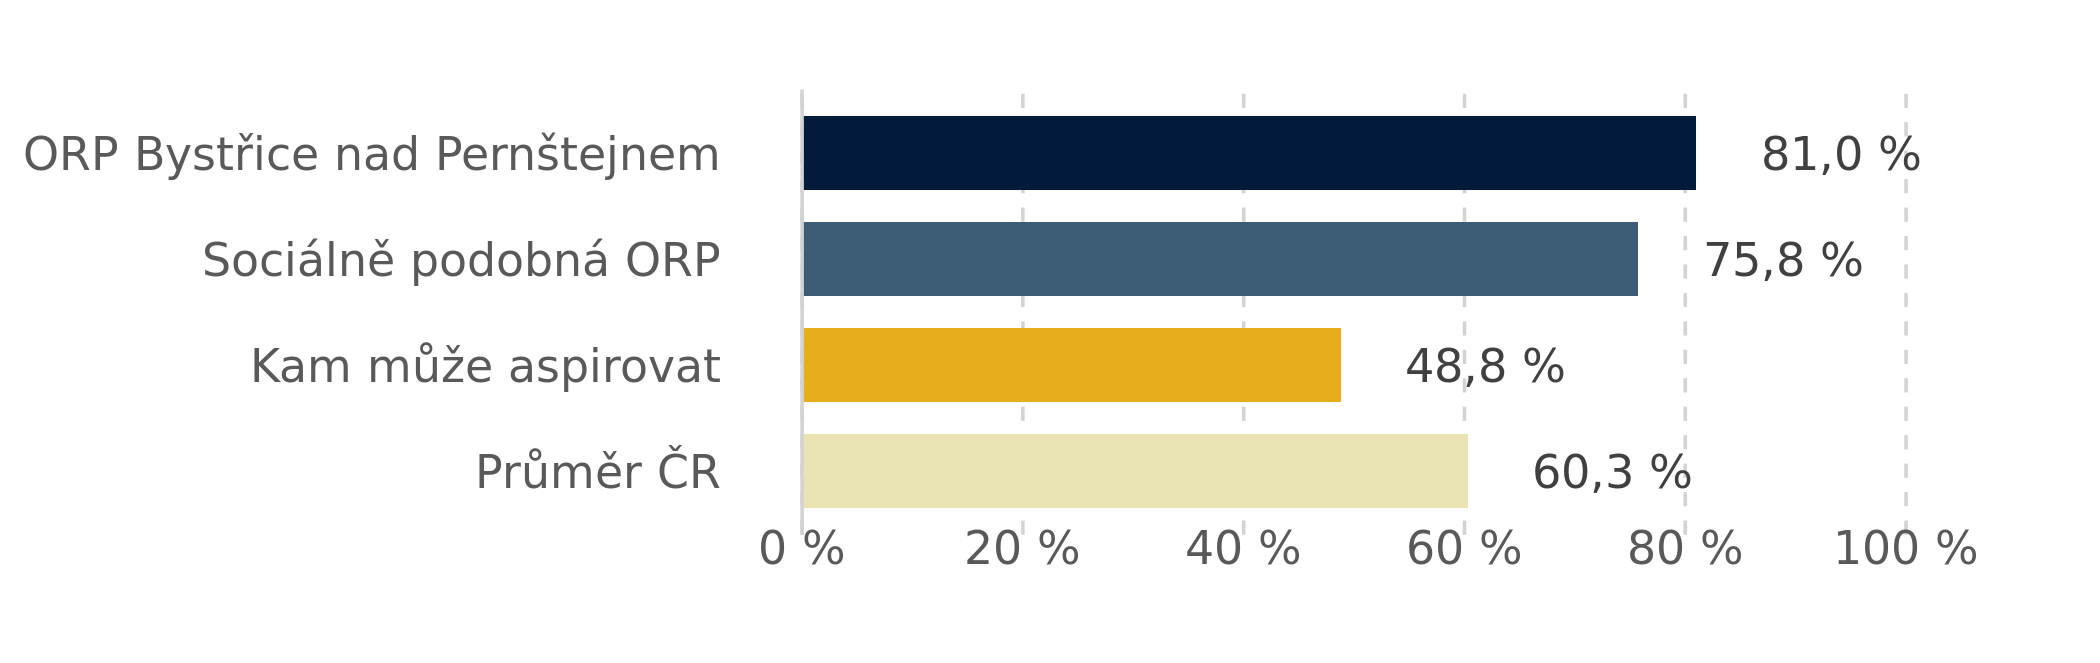 ORP Bystřice nad Pernštejnem 81,0 %
Sociálně podobná ORP 75,8 %
Kam může aspirovat 48,8 %
Průměr ČR 60,3 %
0 % 20 % 40 % 60 % 80 % 100 %